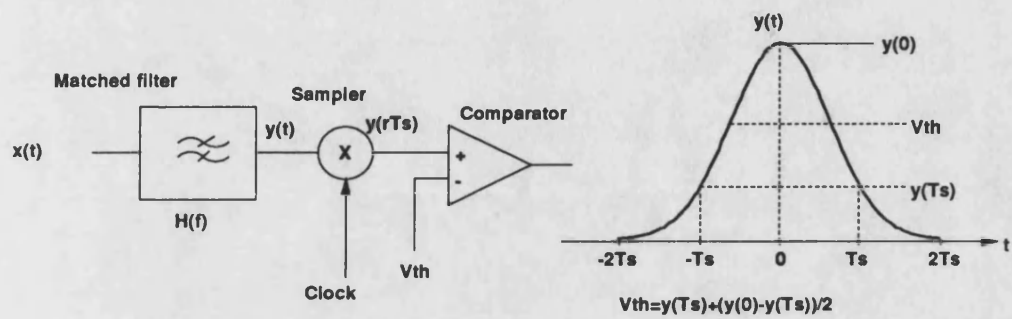 Matched filter
Sampler
Comparator
x(t)
y(t)
X
y(rTs)
+
-
H(f)
Vth
Clock
y(t)
y(0)
Vth
y(Ts)
-2Ts
-Ts
0
Ts
2Ts
t
Vth=y(Ts)+(y(0)-y(Ts))/2